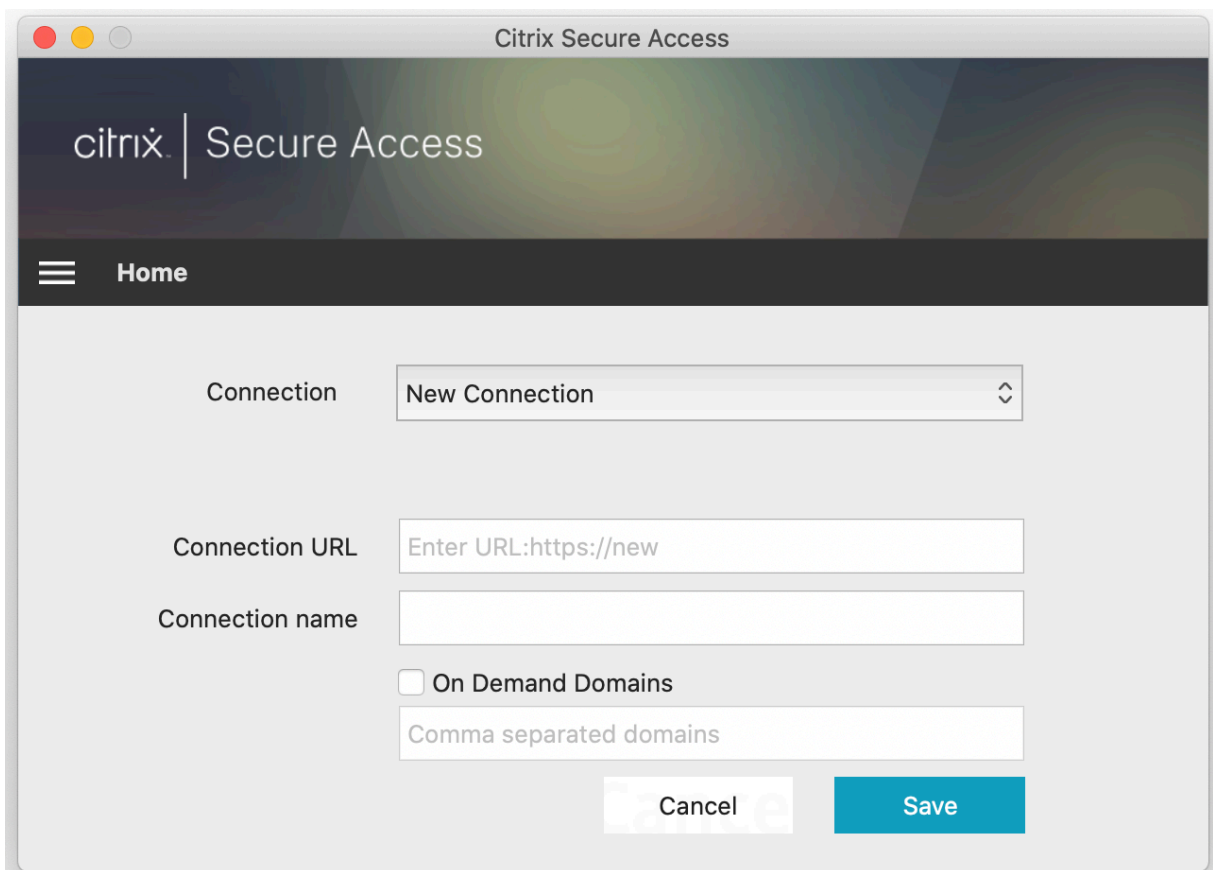 Citrix Secure Access
citrix. | Secure Access
Home
Connection New Connection
Connection URL Enter URL:https://new
Connection name
On Demand Domains
Comma separated domains
Cancel Save